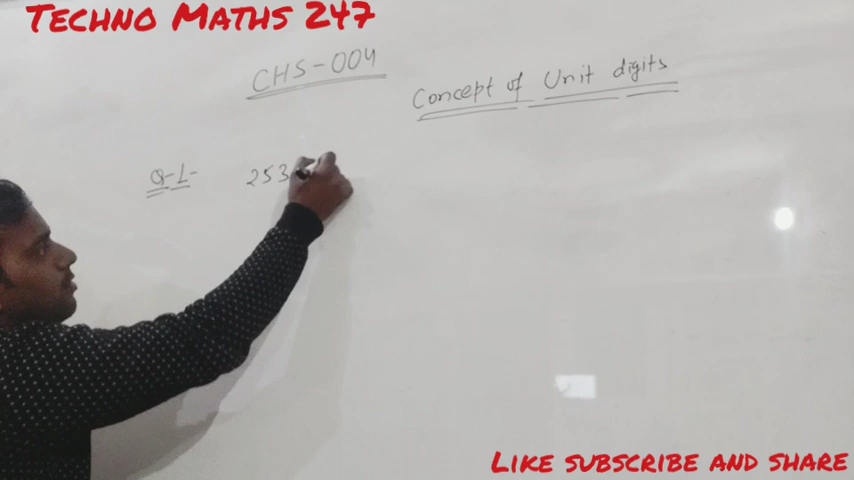 TECHNO MATHS 247
CHS-004
Concept of Unit digits
Q-1- 253
LIKE SUBSCRIBE AND SHARE